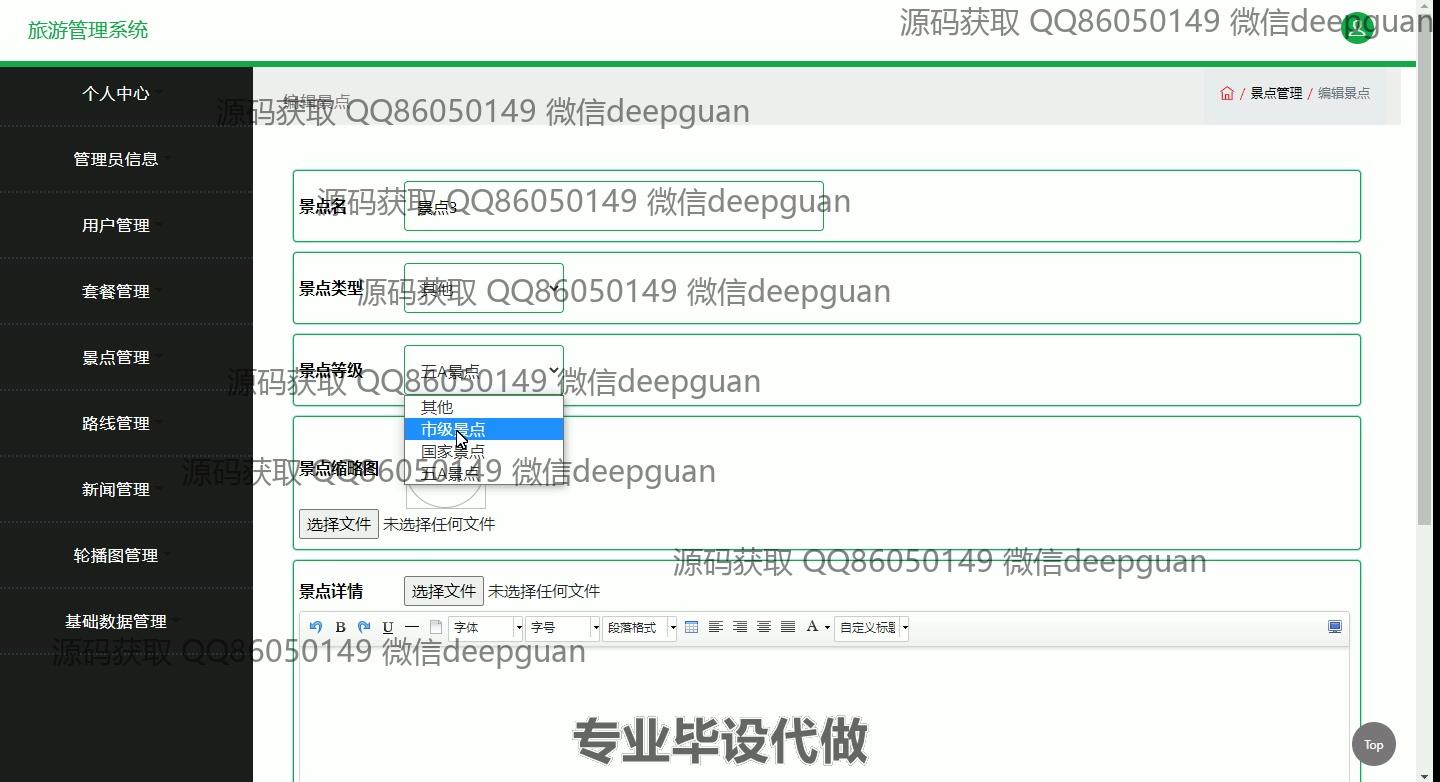 旅游管理系统
源码获取 QQ86050149 微信deepguan
个人中心
编辑景点
景点管理 / 编辑景点
源码获取 QQ86050149 微信deepguan
管理员信息
景点名
景点3
源码获取 QQ86050149 微信deepguan
用户管理
套餐管理
景点类型
其他
源码获取 QQ86050149 微信deepguan
景点管理
景点等级
五A景点
源码获取 QQ86050149 微信deepguan
其他
路线管理
市级景点
国家景点
景点缩略图
五A景点
源码获取 QQ86050149 微信deepguan
新闻管理
选择文件 未选择任何文件
轮播图管理
源码获取 QQ86050149 微信deepguan
景点详情
选择文件 未选择任何文件
基础数据管理
B U 字体 字号 段落格式 A 自定义标题
源码获取 QQ86050149 微信deepguan
专业毕设代做
Top